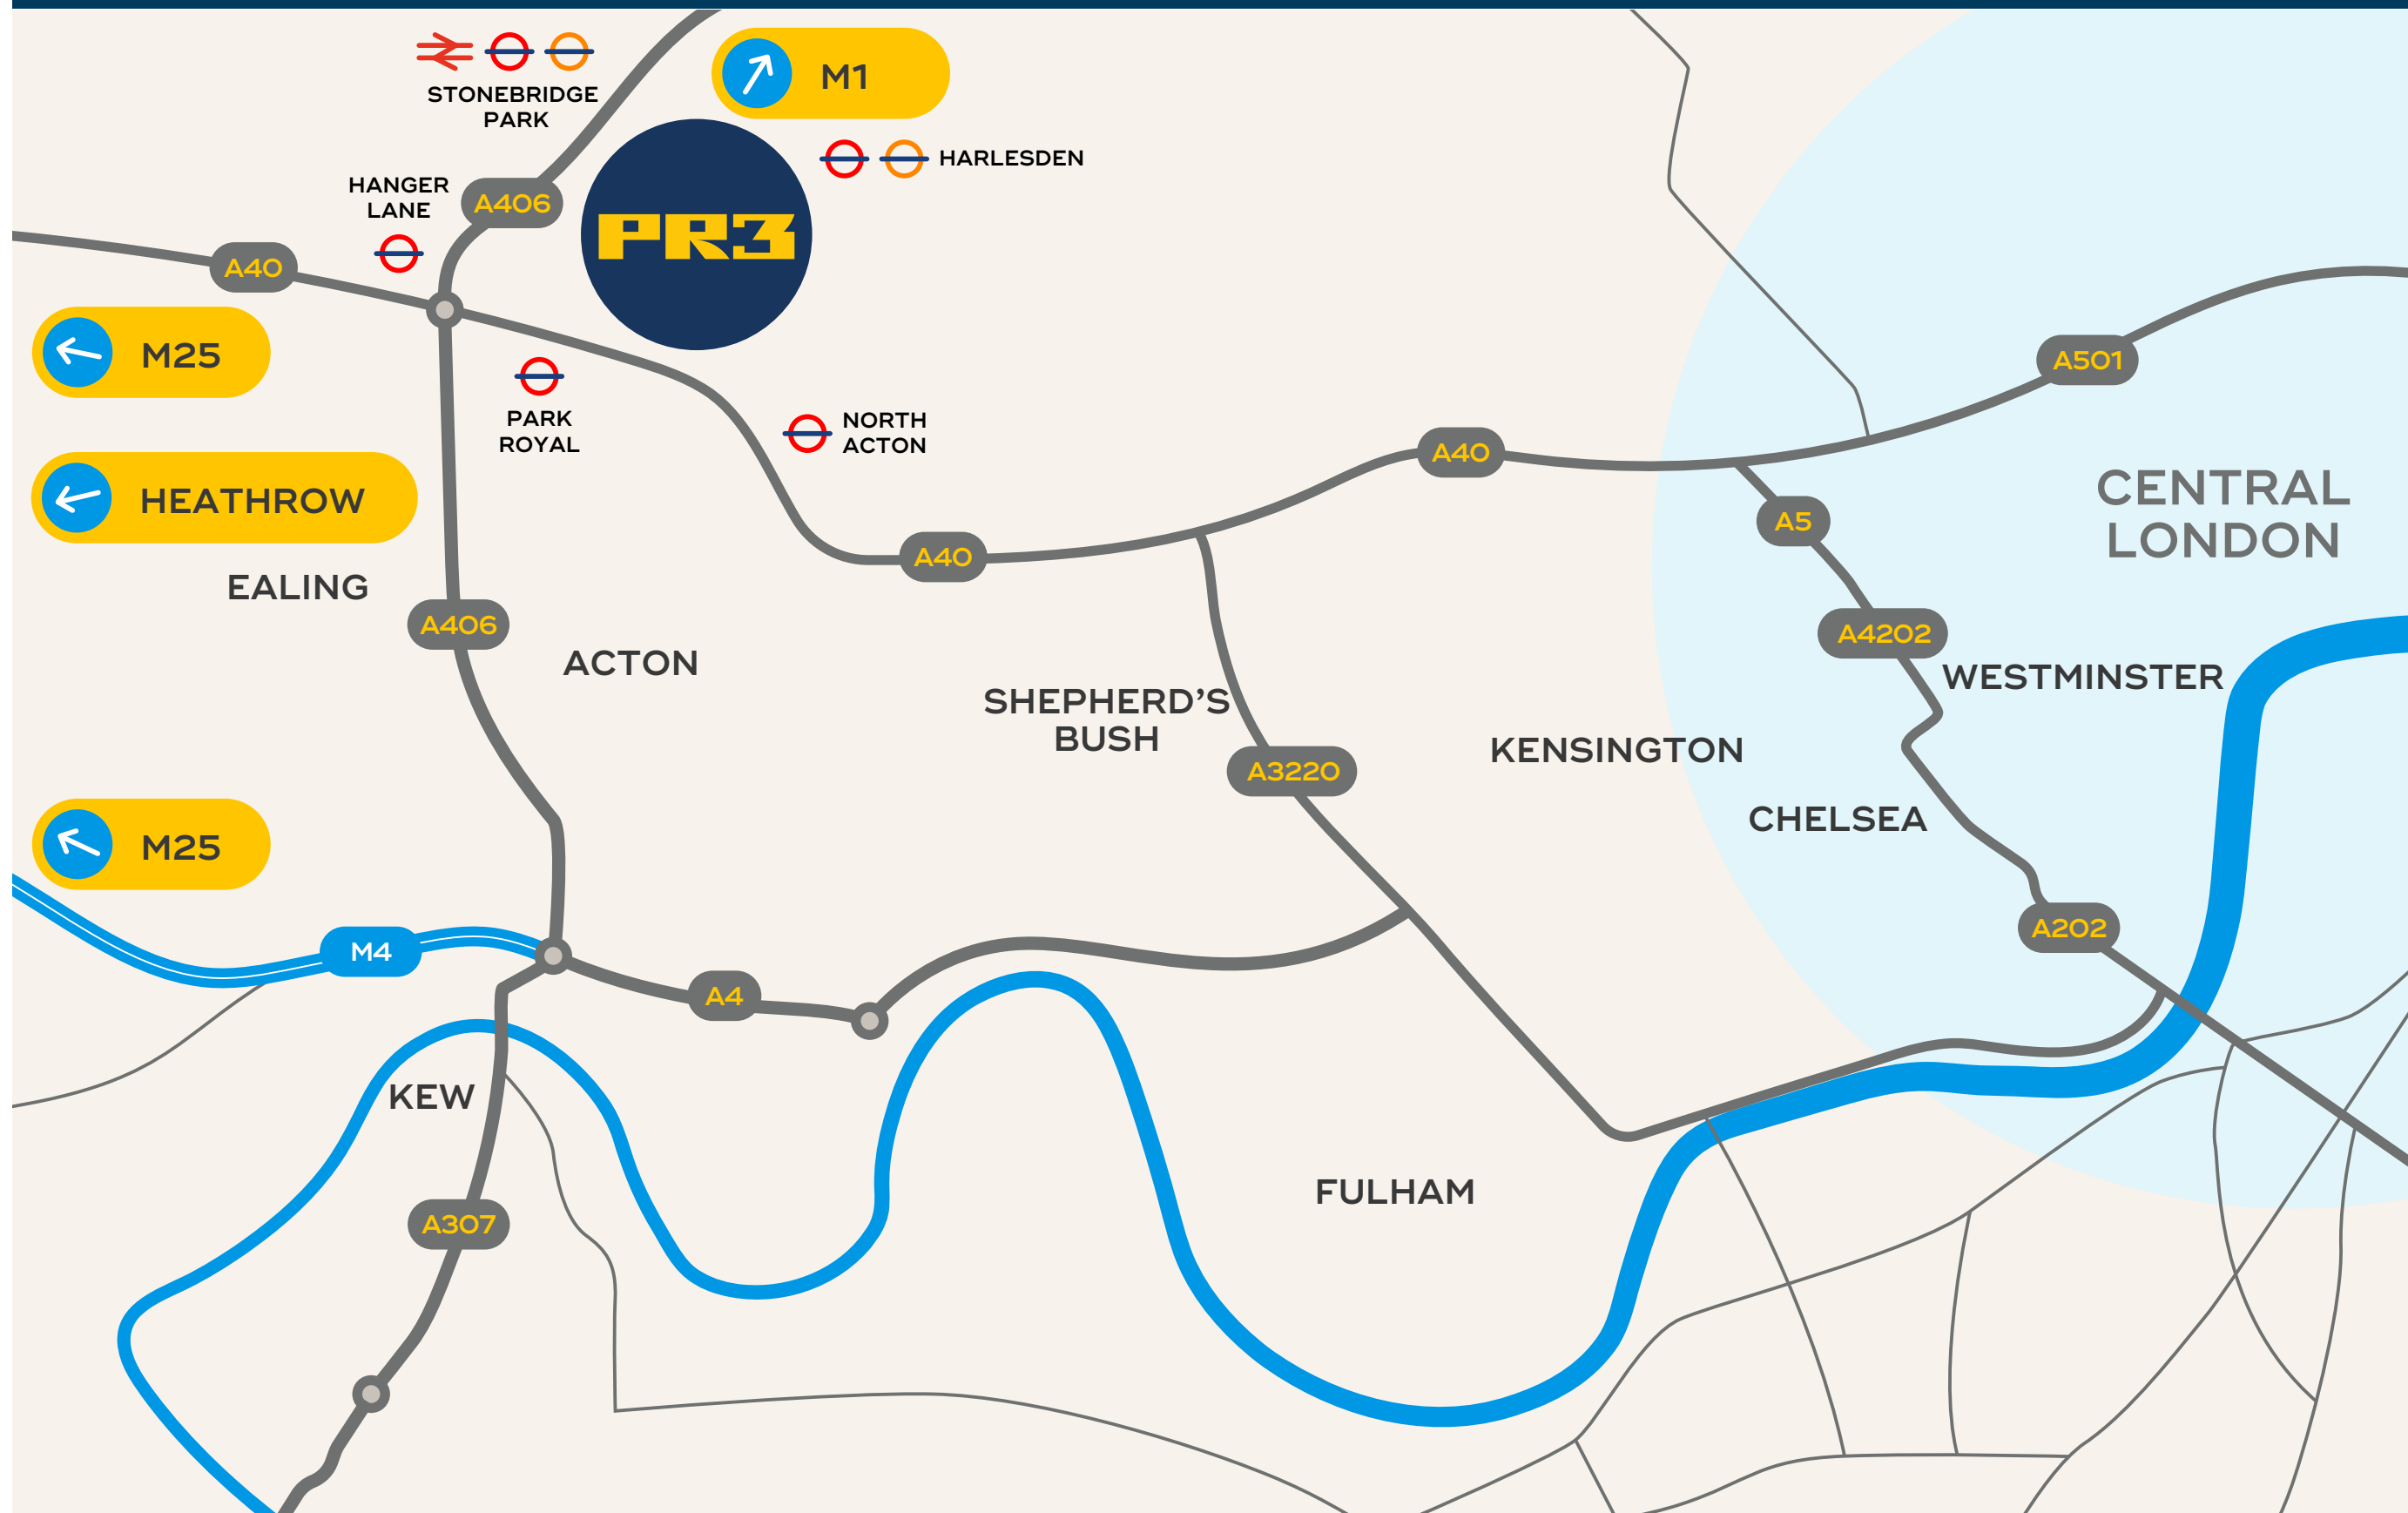 M1
STONEBRIDGE
PARK
HARLESDEN
HANGER
LANE
A406
PR3
A40
M25
A501
PARK
ROYAL
NORTH
ACTON
A40
CENTRAL
LONDON
HEATHROW
A5
A40
EALING
A406
A4202
ACTON
WESTMINSTER
SHEPHERD’S
BUSH
KENSINGTON
A3220
CHELSEA
M25
A202
M4
A4
KEW
FULHAM
A307